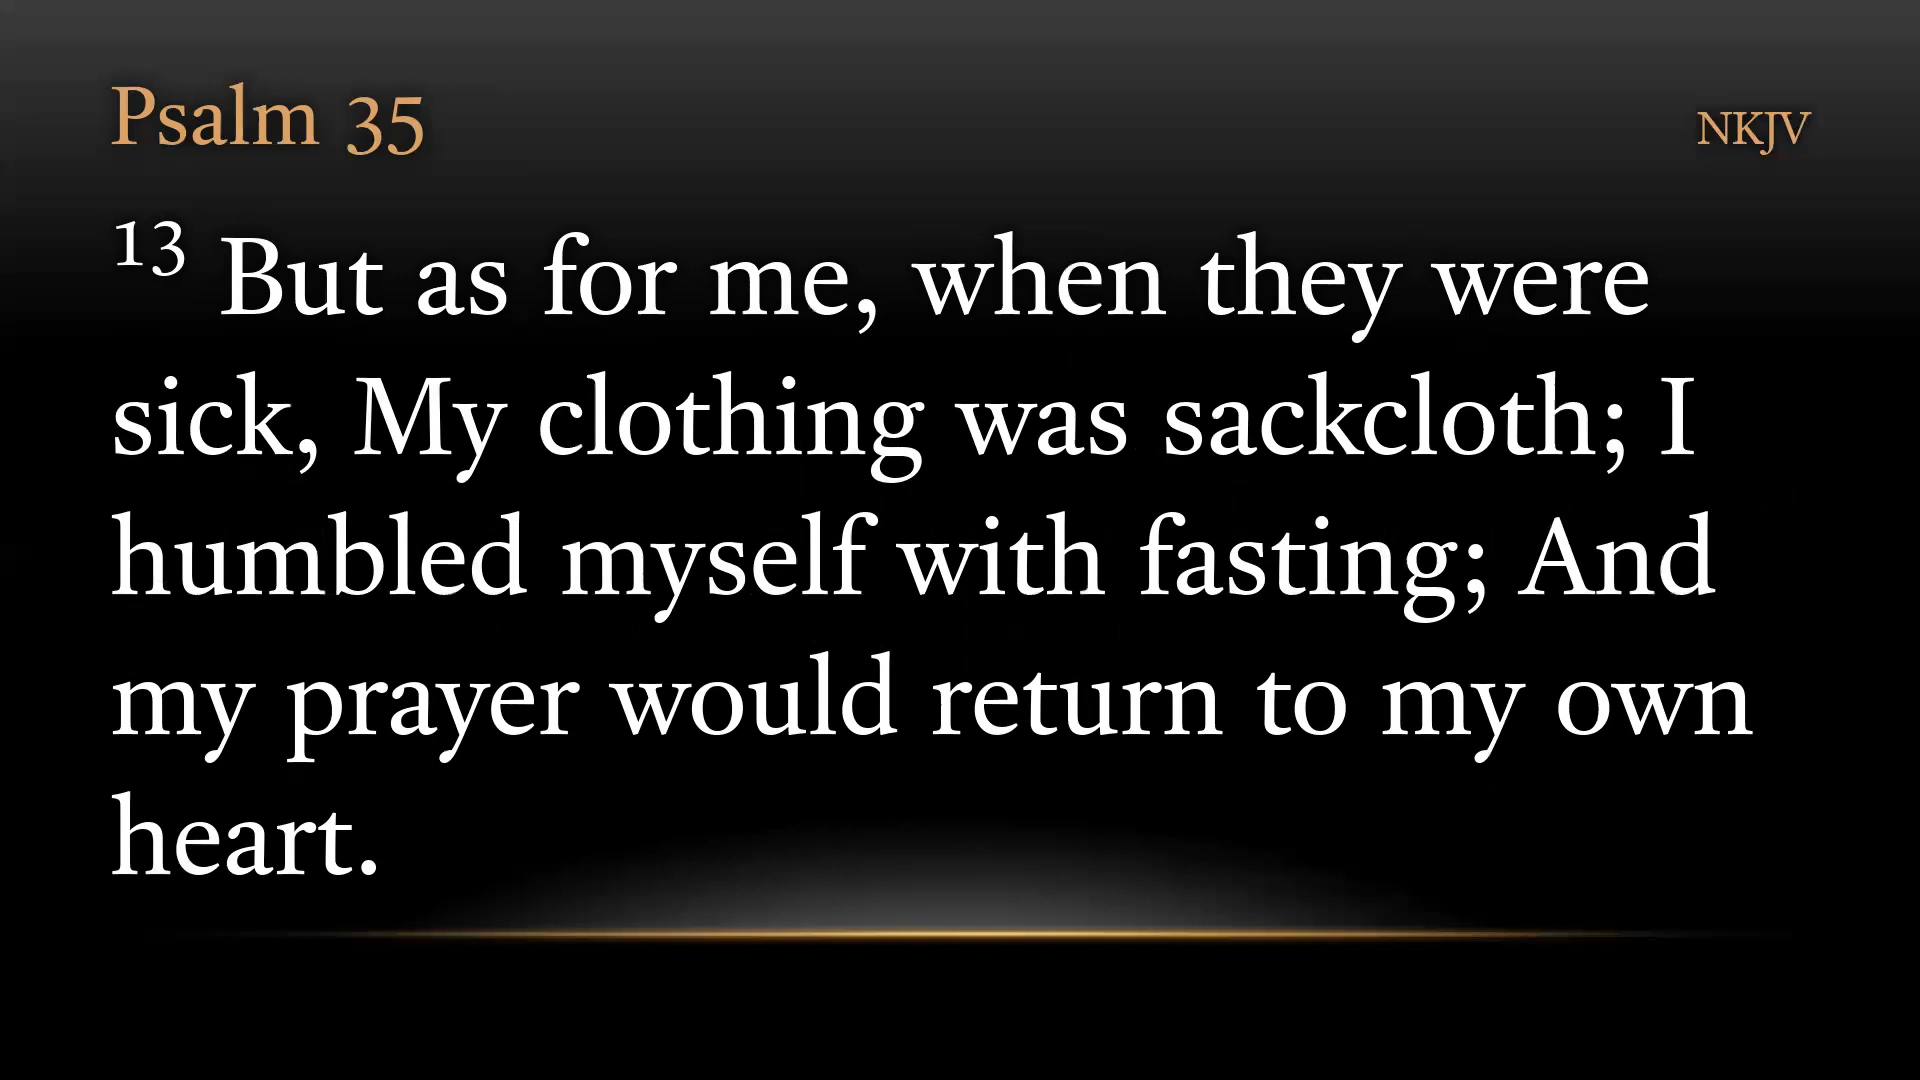 Psalm 35
NKJV
13 But as for me, when they were
sick, My clothing was sackcloth; I
humbled myself with fasting; And
my prayer would return to my own
heart.